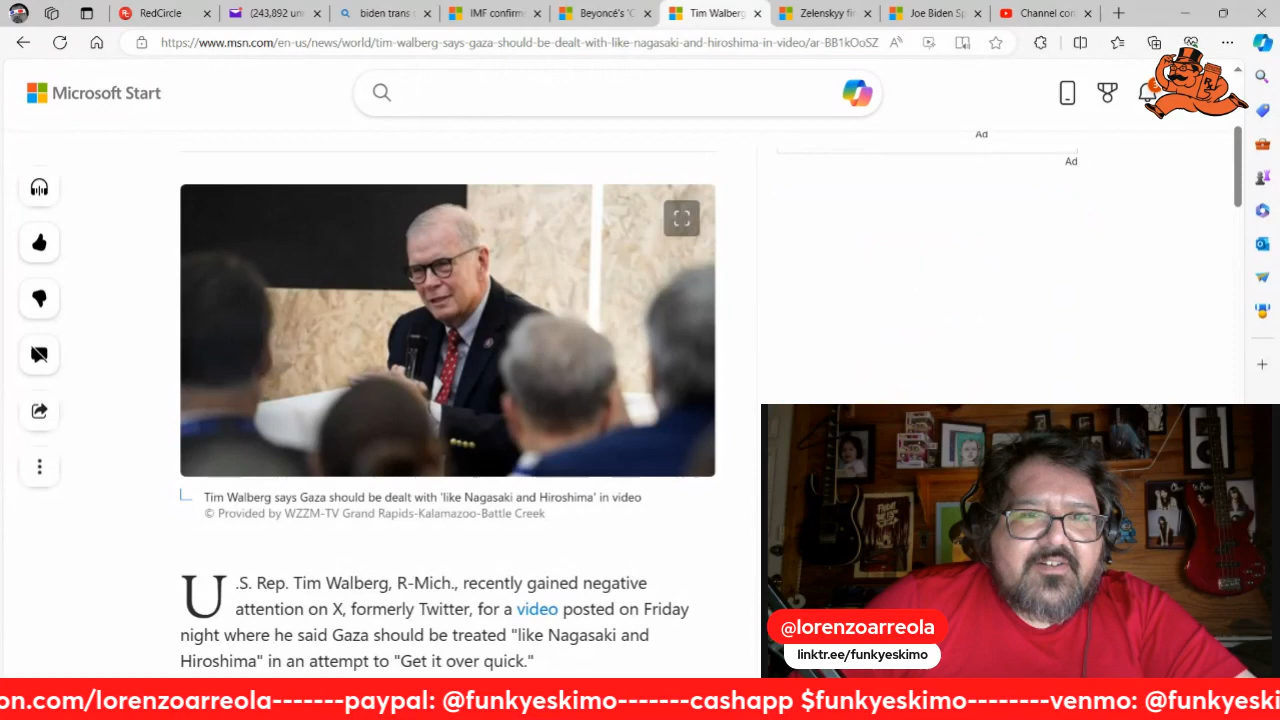 RedCircle
(243,892 un
biden trans
IMF confirm
Beyoncé's 'C
Tim Walberg
Zelenskyy fi
Joe Biden Sp
Channel con
https://www.msn.com/en-us/news/world/tim-walberg-says-gaza-should-be-dealt-with-like-nagasaki-and-hiroshima-in-video/ar-BB1kOoSZ
Microsoft Start
Ad
Ad
Tim Walberg says Gaza should be dealt with 'like Nagasaki and Hiroshima' in video
© Provided by WZZM-TV Grand Rapids-Kalamazoo-Battle Creek
U.S. Rep. Tim Walberg, R-Mich., recently gained negative
attention on X, formerly Twitter, for a video posted on Friday
night where he said Gaza should be treated "like Nagasaki and
Hiroshima" in an attempt to "Get it over quick."
@lorenzoarreola
linktr.ee/funkyeskimo
on.com/lorenzoarreola-------paypal: @funkyeskimo-------cashapp $funkyeskimo--------venmo: @funkyeski